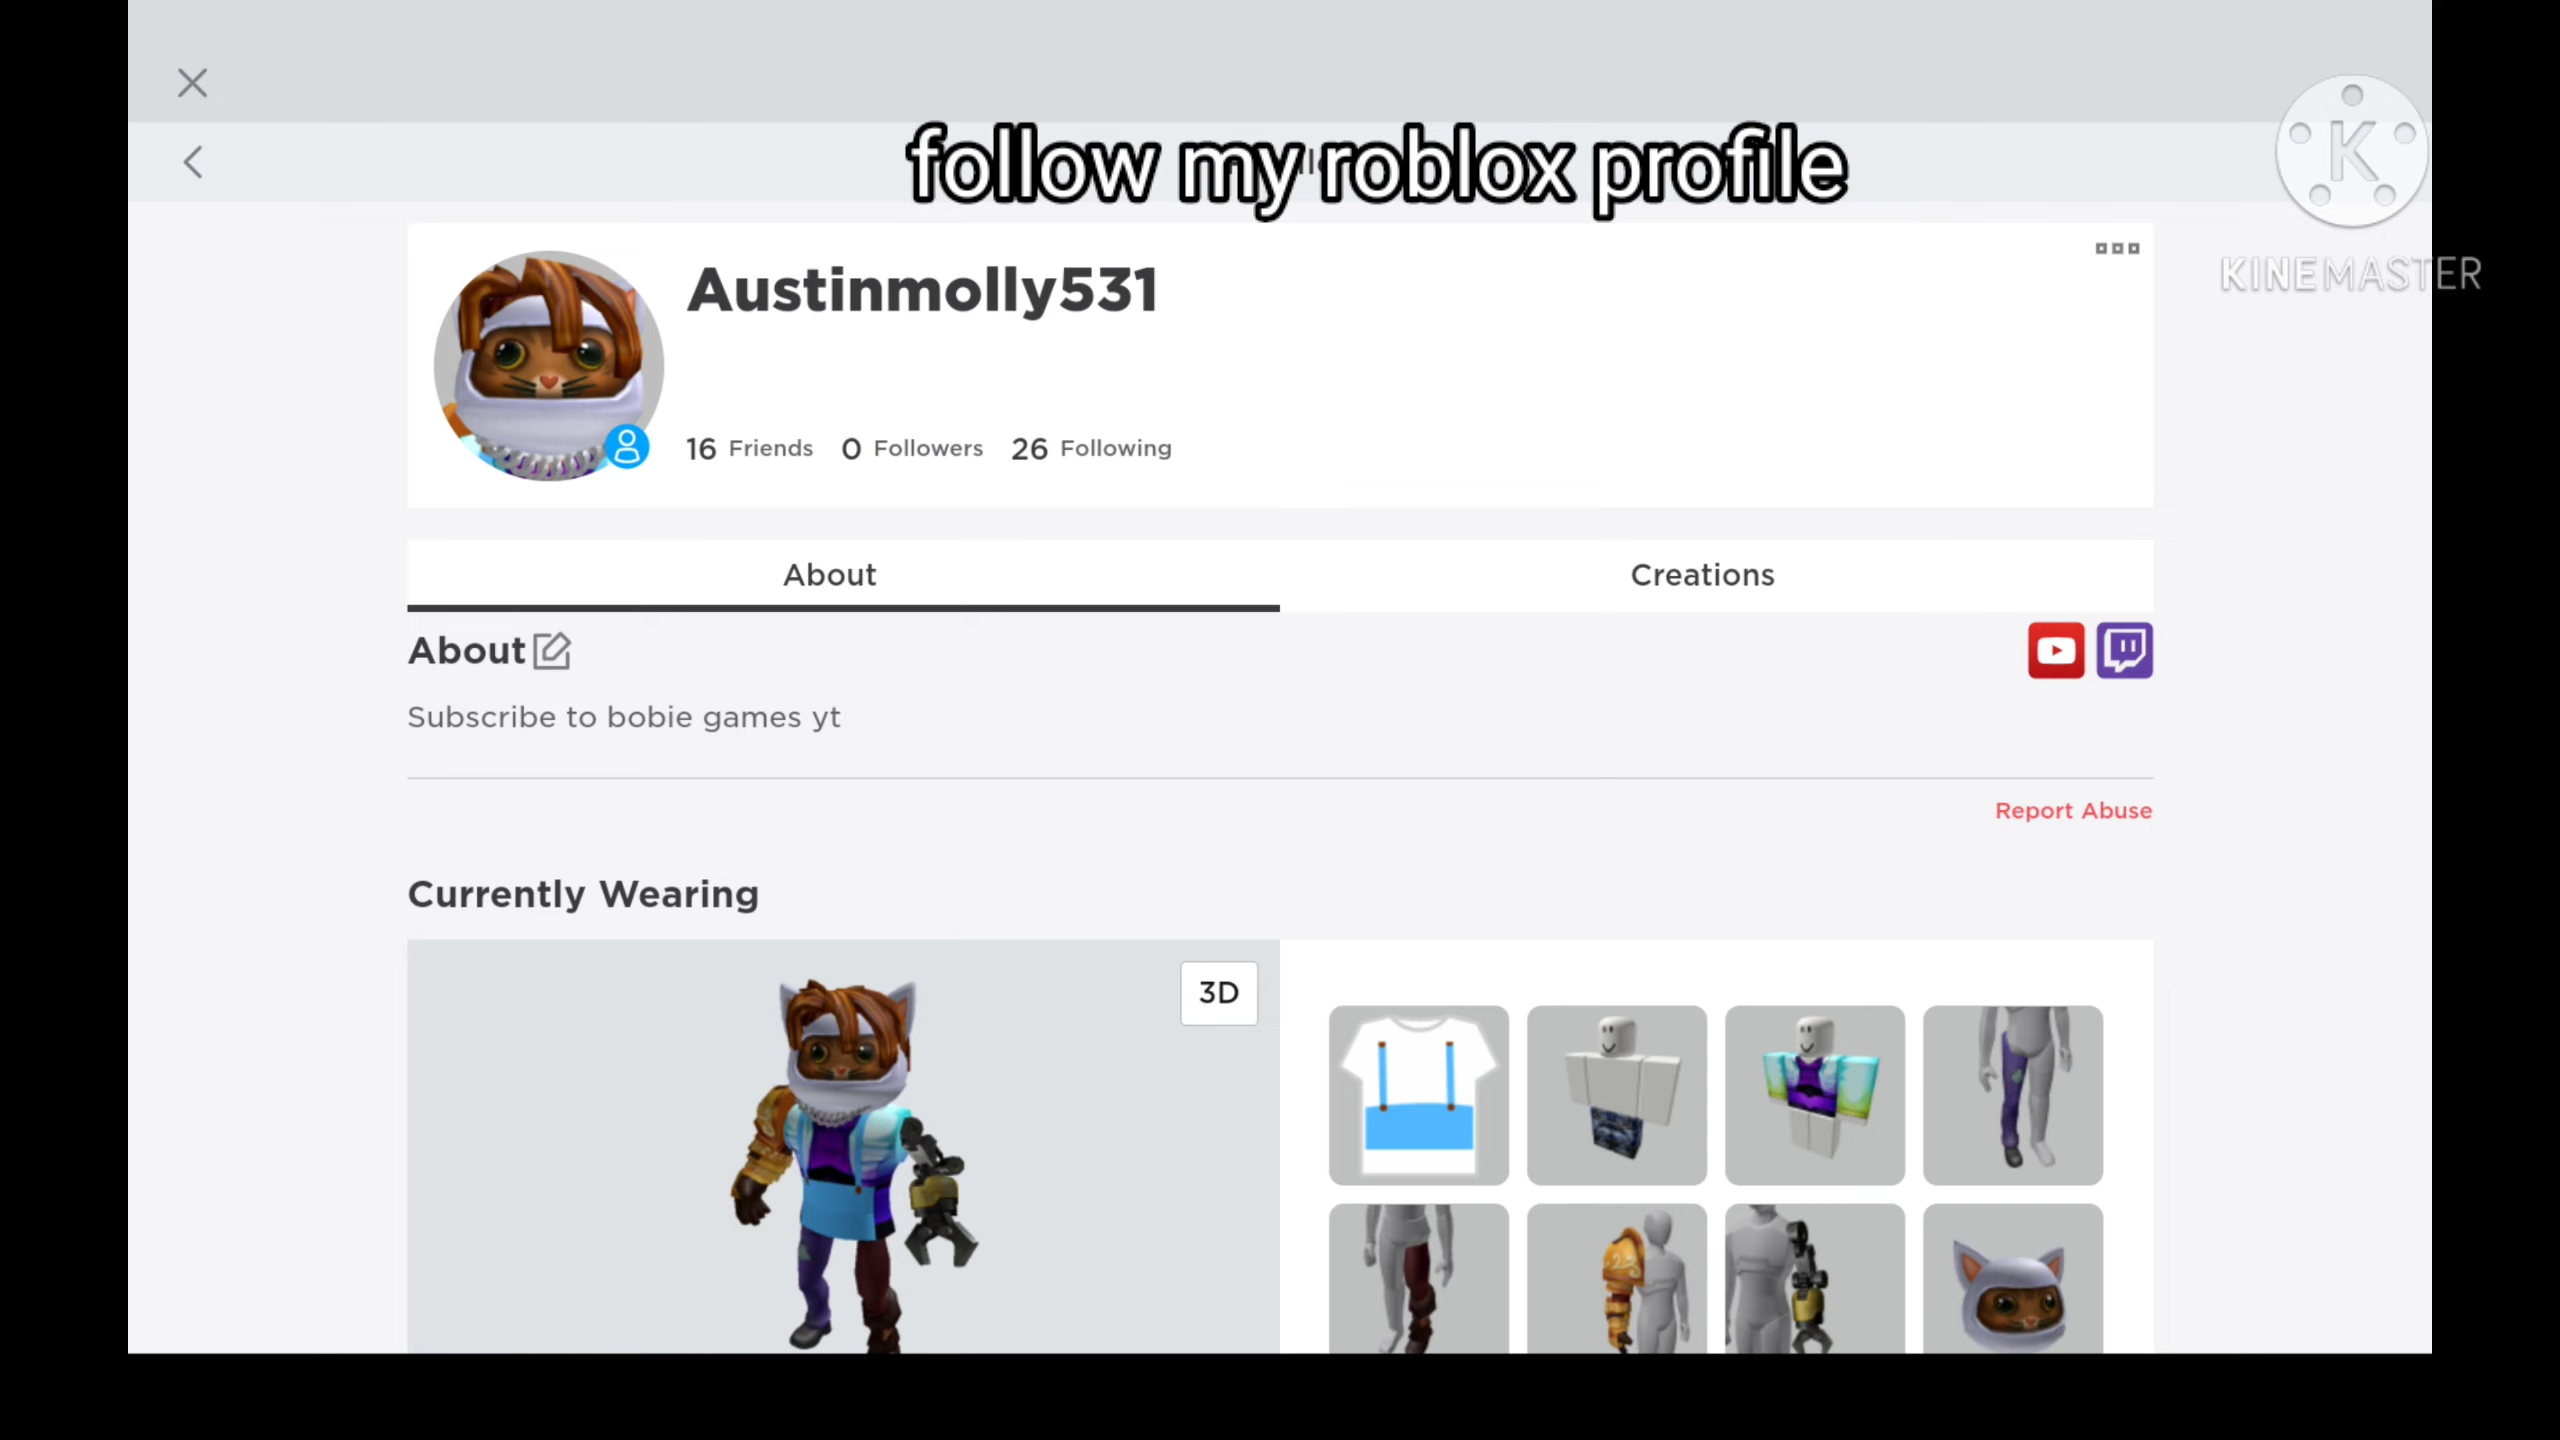 follow my roblox profile
KINEMASTER
Austinmolly531
16 Friends 0 Followers 26 Following
About Creations
About
Subscribe to bobie games yt
Report Abuse
Currently Wearing
3D